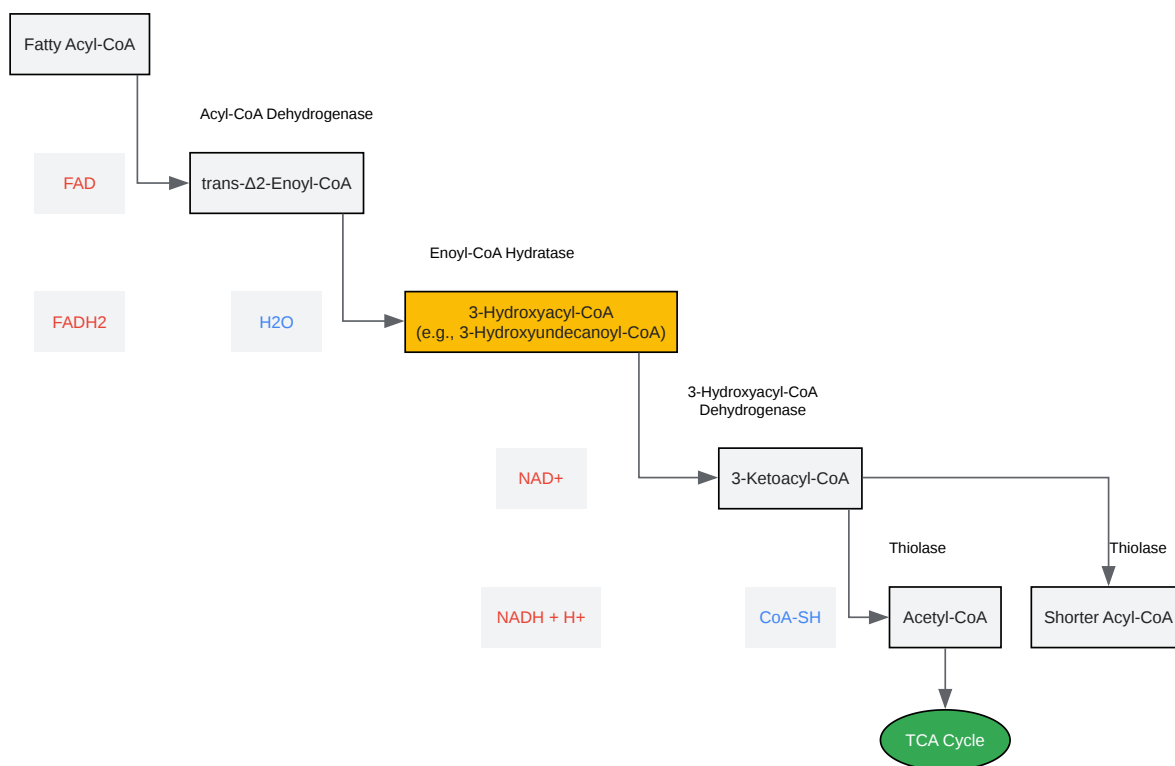 Fatty Acyl-CoA
Acyl-CoA Dehydrogenase
FAD
trans-Δ2-Enoyl-CoA
Enoyl-CoA Hydratase
FADH2
H2O
3-Hydroxyacyl-CoA
(e.g., 3-Hydroxyundecanoyl-CoA)
3-Hydroxyacyl-CoA
Dehydrogenase
NAD+
3-Ketoacyl-CoA
Thiolase
Thiolase
NADH + H+
CoA-SH
Acetyl-CoA
Shorter Acyl-CoA
TCA Cycle